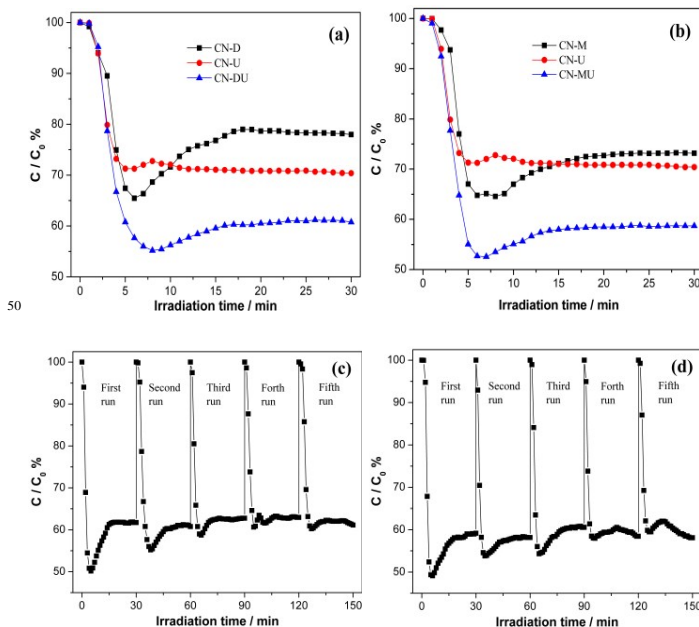 (a)
CN-D
CN-U
CN-DU
100
90
80
70
60
50
C / C0 %
0 5 10 15 20 25 30
Irradiation time / min
(b)
CN-M
CN-U
CN-MU
100
90
80
70
60
50
C / C0 %
0 5 10 15 20 25 30
Irradiation time / min
50
(c)
First run
Second run
Third run
Forth run
Fifth run
100
90
80
70
60
50
C / C0 %
0 30 60 90 120 150
Irradiation time / min
(d)
First run
Second run
Third run
Forth run
Fifth run
100
90
80
70
60
50
C / C0 %
0 30 60 90 120 150
Irradiation time / min